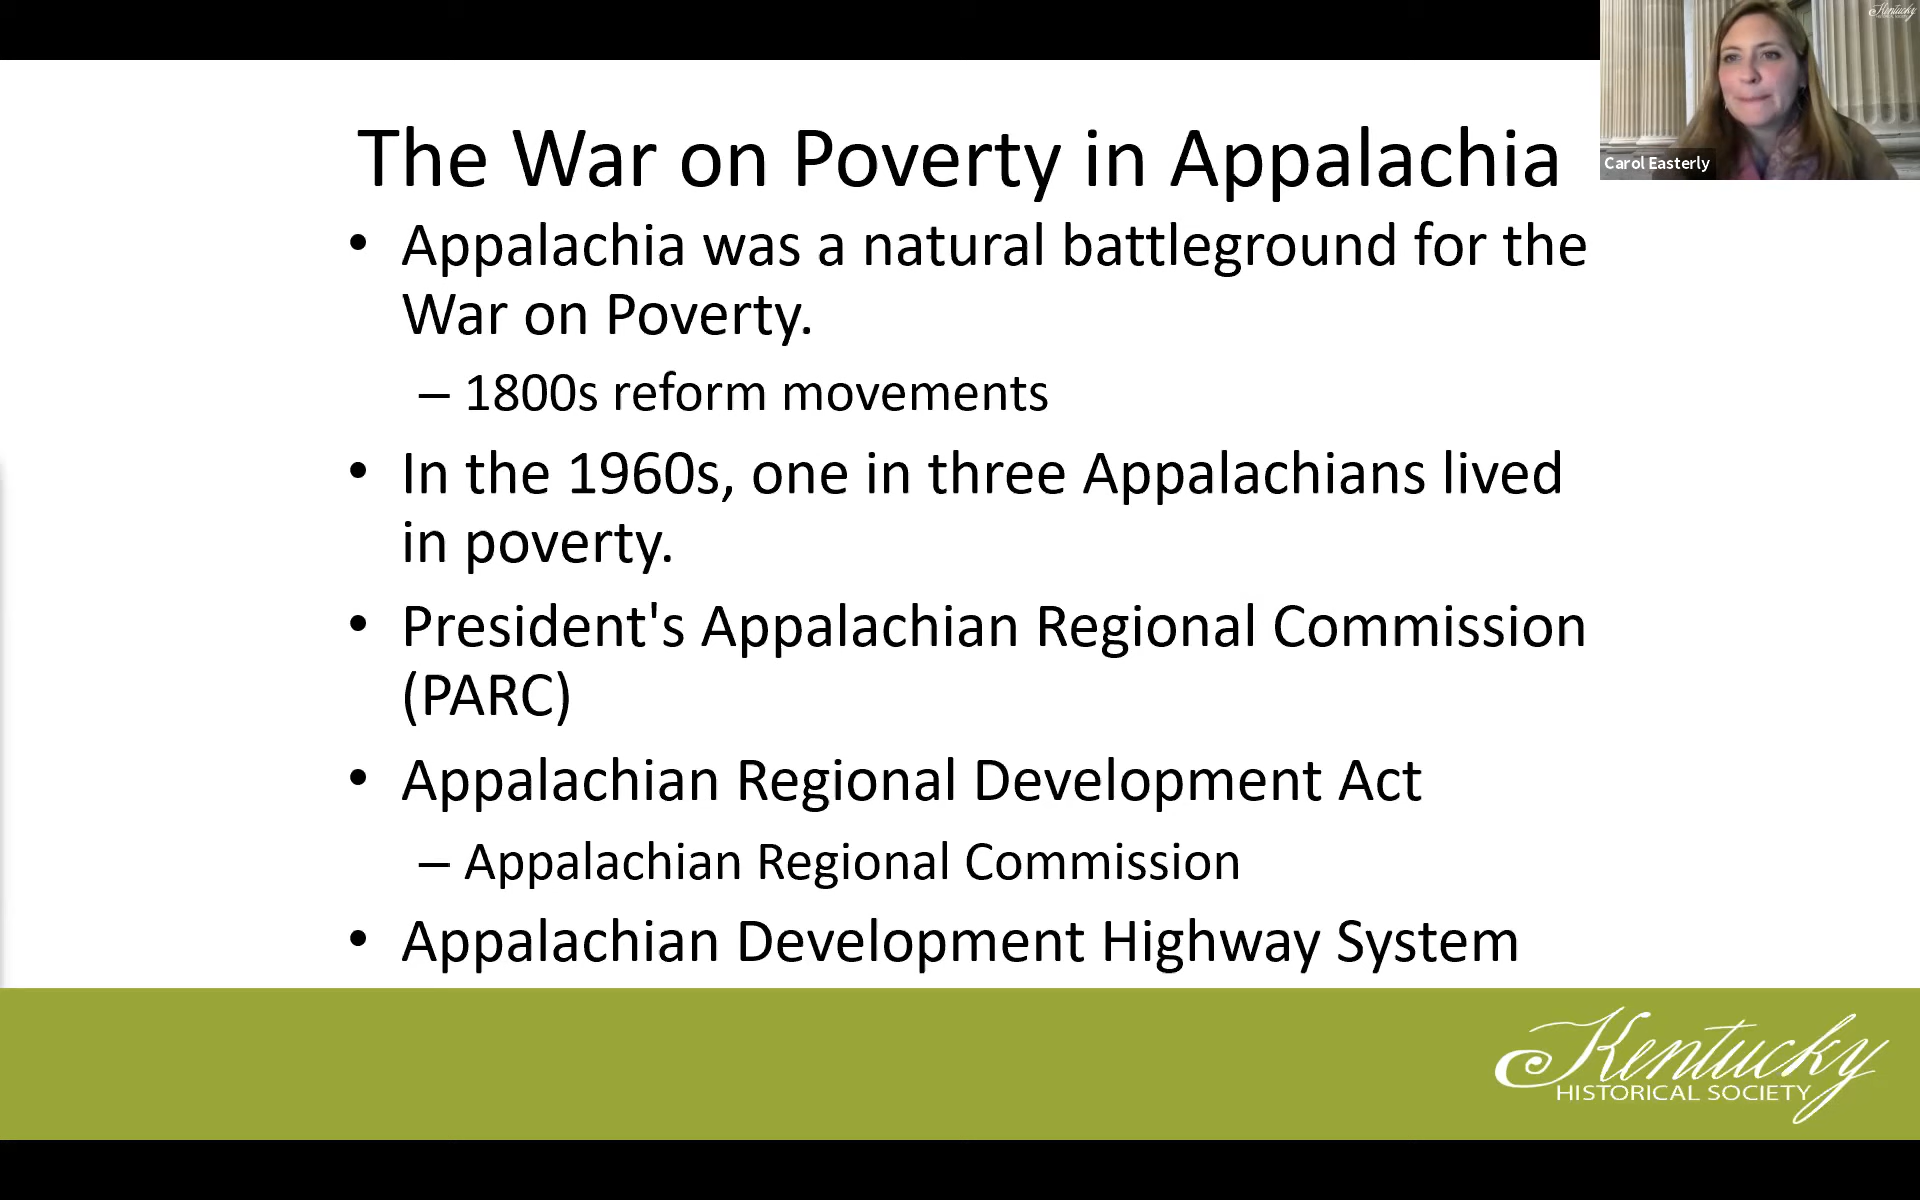 The War on Poverty in Appalachia
• Appalachia was a natural battleground for the
War on Poverty.
– 1800s reform movements
• In the 1960s, one in three Appalachians lived
in poverty.
• President's Appalachian Regional Commission
(PARC)
• Appalachian Regional Development Act
– Appalachian Regional Commission
• Appalachian Development Highway System
Kentucky
Carol Easterly
Kentucky
HISTORICAL SOCIETY